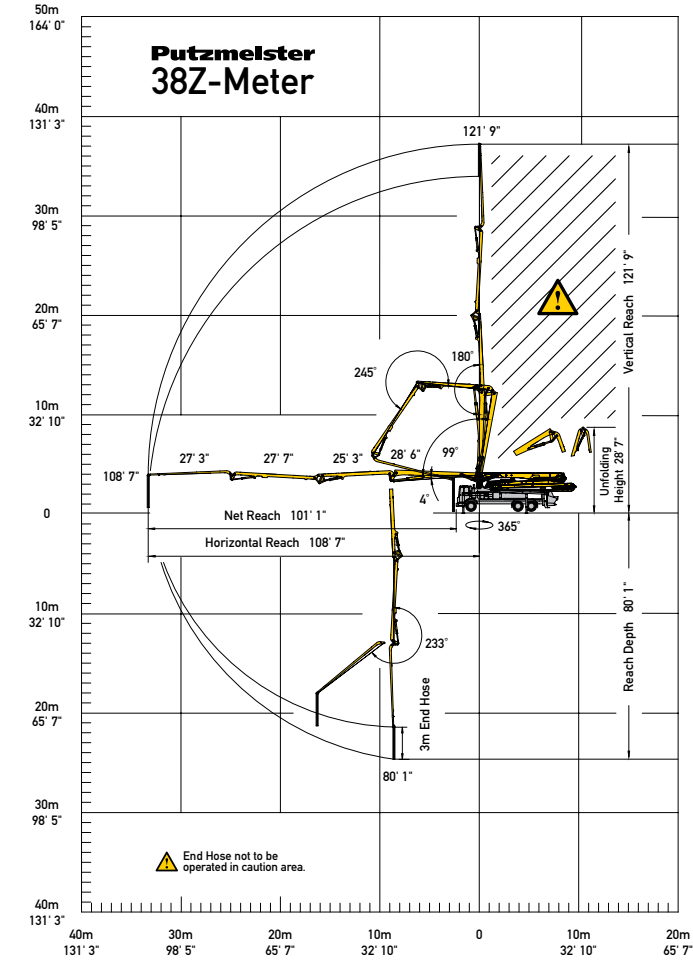 50m
164' 0"
Putzmeister
38Z-Meter
40m
131' 3"
121' 9"
30m
98' 5"
Vertical Reach 121' 9"
20m
65' 7"
245°
180°
10m
32' 10"
27' 3"
27' 7"
25' 3"
28' 6"
99°
Unfolding
Height 28' 7"
108' 7"
4°
0
Net Reach 101' 1"
365°
Horizontal Reach 108' 7"
10m
32' 10"
233°
Reach Depth 80' 1"
3m End Hose
20m
65' 7"
80' 1"
30m
98' 5"
End Hose not to be
operated in caution area.
40m
131' 3"
40m 30m 20m 10m 0 10m 20m
131' 3" 98' 5" 65' 7" 32' 10" 32' 10" 65' 7"